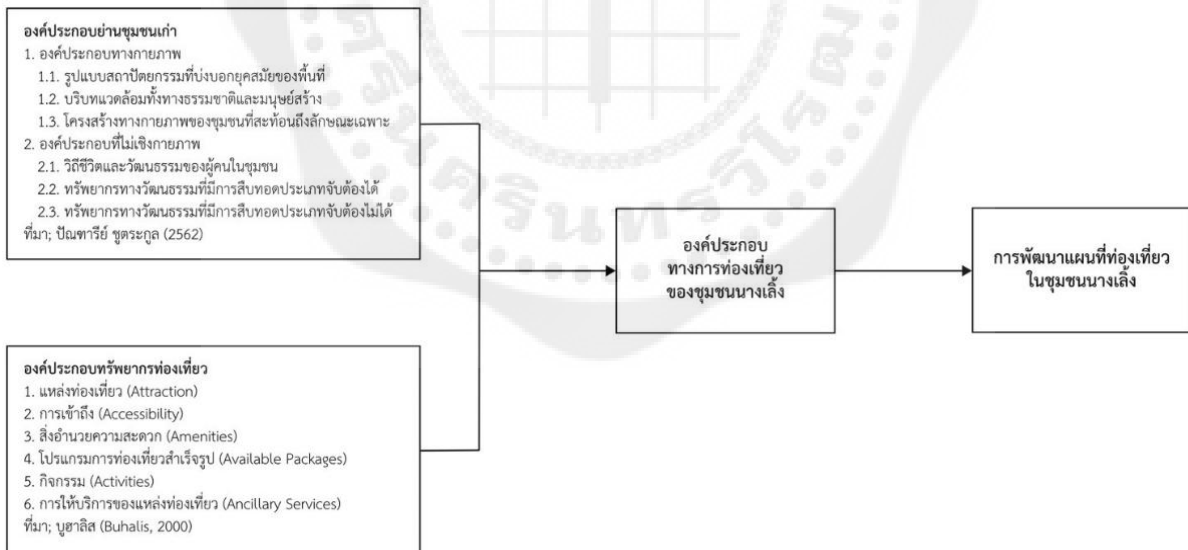 องค์ประกอบย่านชุมชนเก่า
1. องค์ประกอบทางกายภาพ
1.1. รูปแบบสถาปัตยกรรมที่บ่งบอกยุคสมัยของพื้นที่
1.2. บริบทแวดล้อมทั้งทางธรรมชาติและมนุษย์สร้าง
1.3. โครงสร้างทางกายภาพของชุมชนที่สะท้อนถึงลักษณะเฉพาะ
2. องค์ประกอบที่ไม่เชิงกายภาพ
2.1. วิถีชีวิตและวัฒนธรรมของผู้คนในชุมชน
2.2. ทรัพยากรทางวัฒนธรรมที่มีการสืบทอดประเภทจับต้องได้
2.3. ทรัพยากรทางวัฒนธรรมที่มีการสืบทอดประเภทจับต้องไม่ได้
ที่มา; ปัณฑารีย์ ชูตระกูล (2562)
องค์ประกอบทรัพยากรท่องเที่ยว
1. แหล่งท่องเที่ยว (Attraction)
2. การเข้าถึง (Accessibility)
3. สิ่งอำนวยความสะดวก (Amenities)
4. โปรแกรมการท่องเที่ยวสำเร็จรูป (Available Packages)
5. กิจกรรม (Activities)
6. การให้บริการของแหล่งท่องเที่ยว (Ancillary Services)
ที่มา; บูฮาลิส (Buhalis, 2000)
องค์ประกอบ
ทางการท่องเที่ยว
ของชุมชนนางเลิ้ง
การพัฒนาแผนที่ท่องเที่ยว
ในชุมชนนางเลิ้ง
ศรีนครินทรวิโรฒ